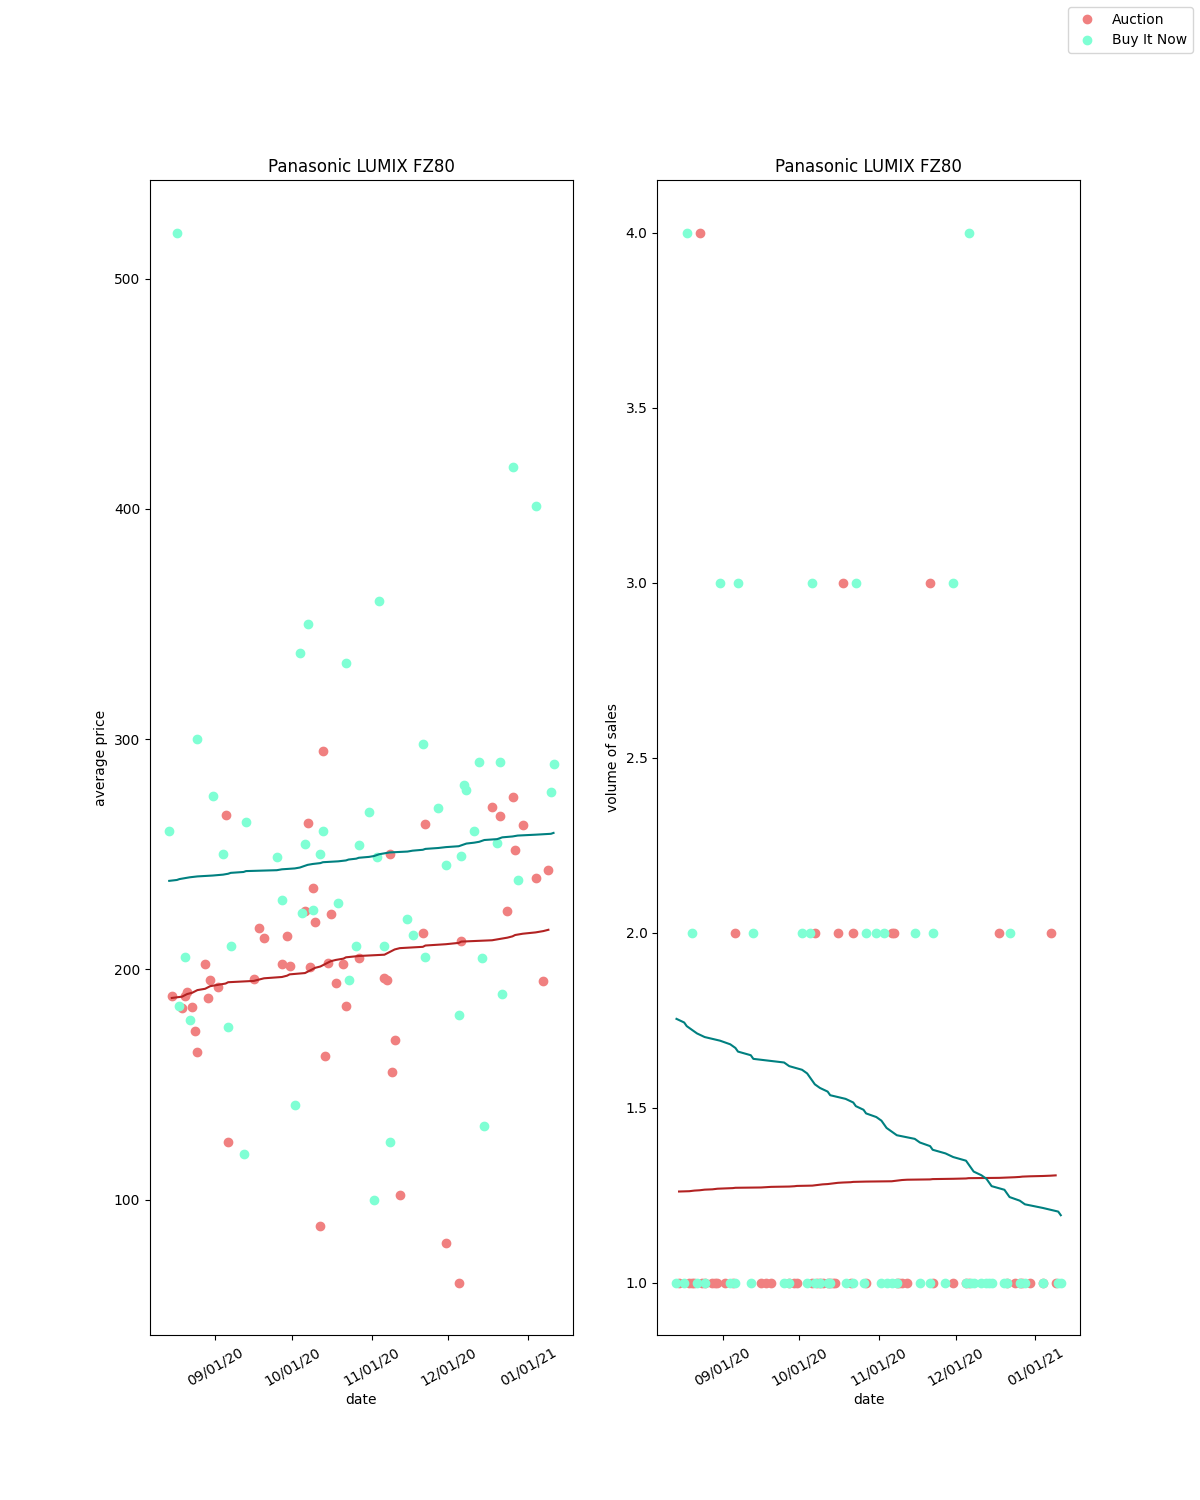 Auction
Buy It Now
Panasonic LUMIX FZ80
500
400
300
200
100
average price
09/01/20
10/01/20
11/01/20
12/01/20
01/01/21
date
Panasonic LUMIX FZ80
4.0
3.5
3.0
2.5
2.0
1.5
1.0
volume of sales
09/01/20
10/01/20
11/01/20
12/01/20
01/01/21
date